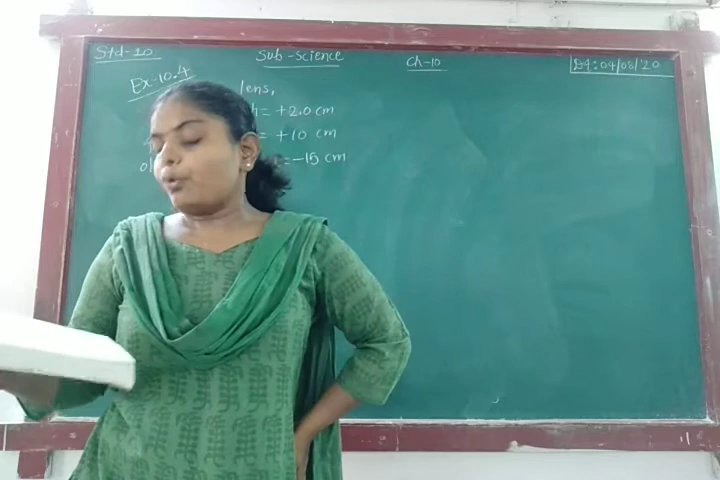 Std-10 Sub-Science Ch-10 Dt: 04/08/20
Ex-10.4
lens,
h= +2.0 cm
= +10 cm
= -15 cm